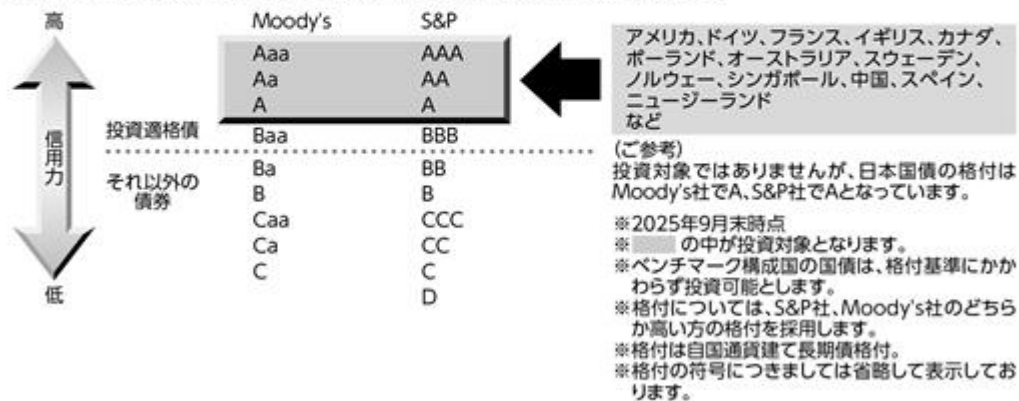 高
Moody's S&P
Aaa AAA
Aa AA
A A
投資適格債
Baa BBB
信用力
それ以外の
債券
Ba BB
B B
Caa CCC
Ca CC
C C
D
低
アメリカ、ドイツ、フランス、イギリス、カナダ、
ポーランド、オーストラリア、スウェーデン、
ノルウェー、シンガポール、中国、スペイン、
ニュージーランド
など
(ご参考)
投資対象ではありませんが、日本国債の格付は
Moody's社でA、S&P社でAとなっています。
※2025年9月末時点
※ の中が投資対象となります。
※ベンチマーク構成国の国債は、格付基準にかか
わらず投資可能とします。
※格付については、S&P社、Moody's社のどちら
か高い方の格付を採用します。
※格付は自国通貨建て長期債格付。
※格付の符号につきましては省略して表示してお
ります。